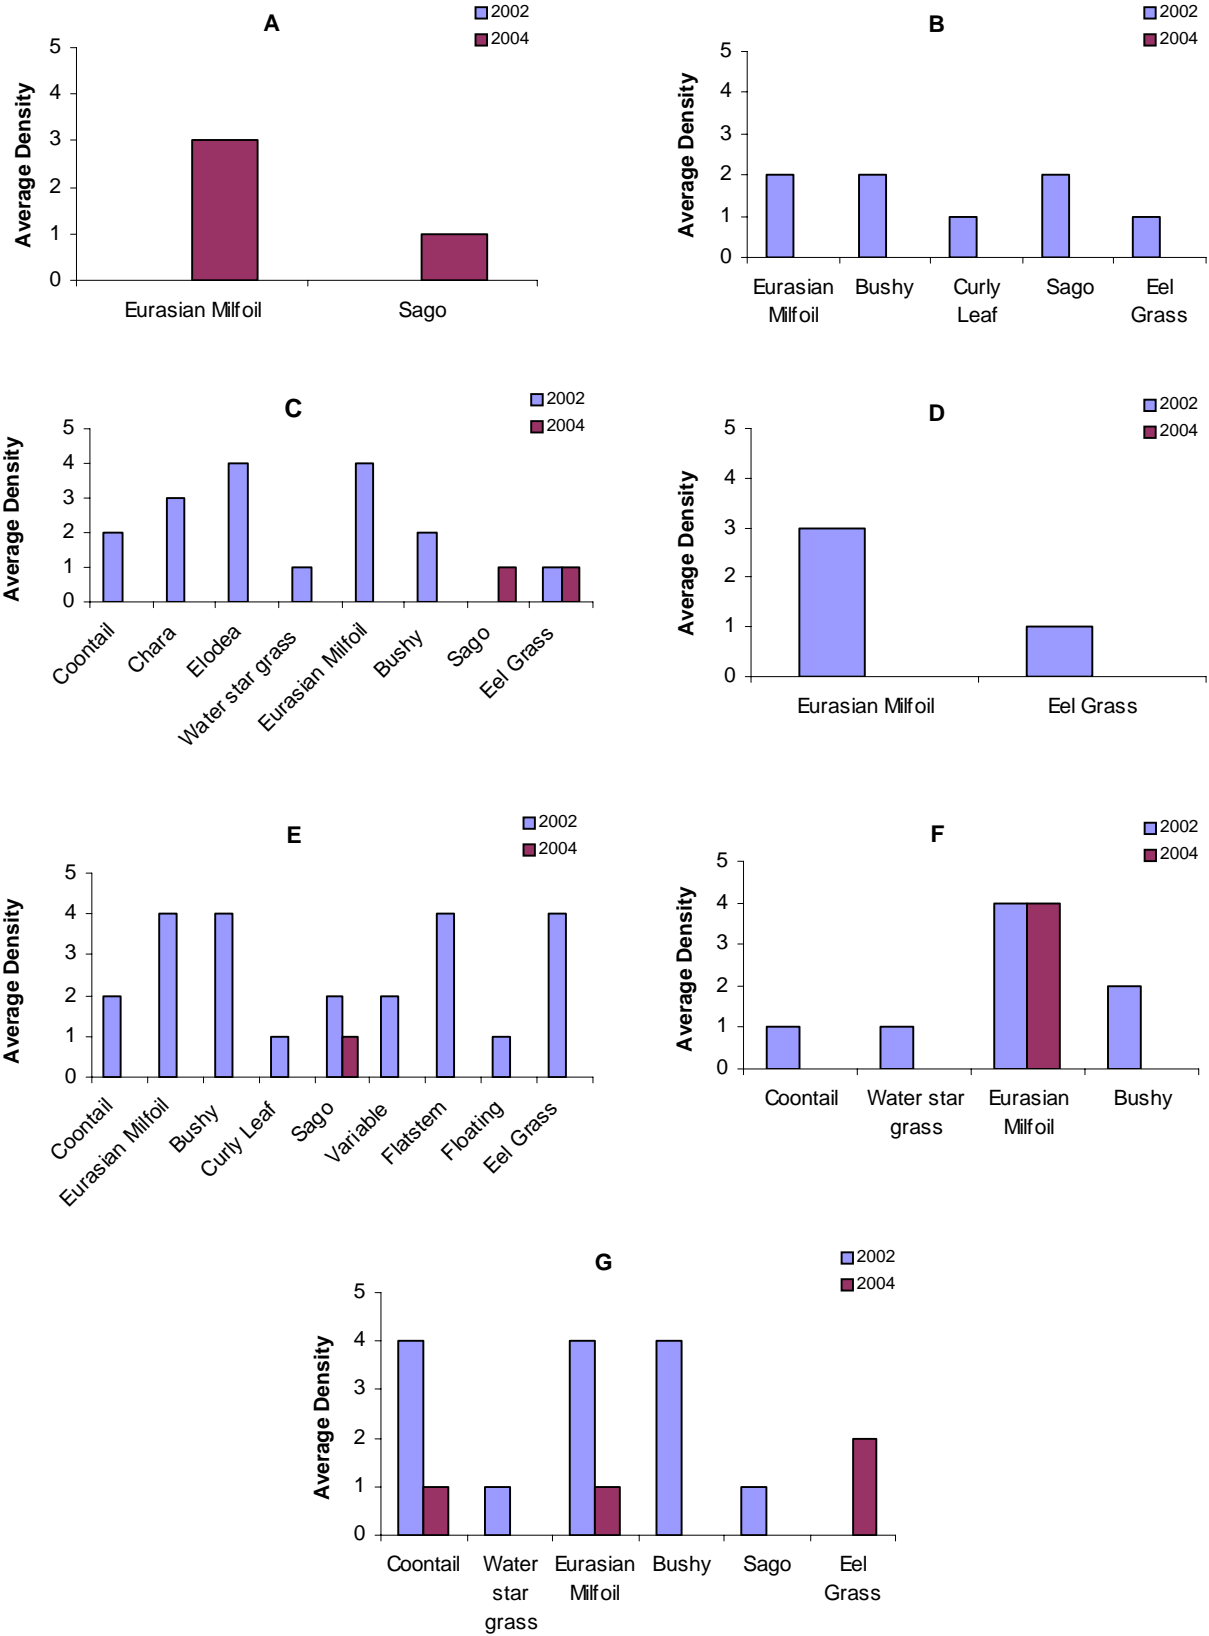 A
2002
2004
Average Density
5
4
3
2
1
0
Eurasian Milfoil
Sago
B
2002
2004
Average Density
5
4
3
2
1
0
Eurasian
Milfoil
Bushy
Curly
Leaf
Sago
Eel
Grass
C
2002
2004
Average Density
5
4
3
2
1
0
Coontail
Chara
Elodea
Water star grass
Eurasian Milfoil
Bushy
Sago
Eel Grass
D
2002
2004
Average Density
5
4
3
2
1
0
Eurasian Milfoil
Eel Grass
E
2002
2004
Average Density
5
4
3
2
1
0
Coontail
Eurasian Milfoil
Bushy
Curly Leaf
Sago
Variable
Flatstem
Floating
Eel Grass
F
2002
2004
Average Density
5
4
3
2
1
0
Coontail
Water star
grass
Eurasian
Milfoil
Bushy
G
2002
2004
Average Density
5
4
3
2
1
0
Coontail
Water
star
grass
Eurasian
Milfoil
Bushy
Sago
Eel
Grass